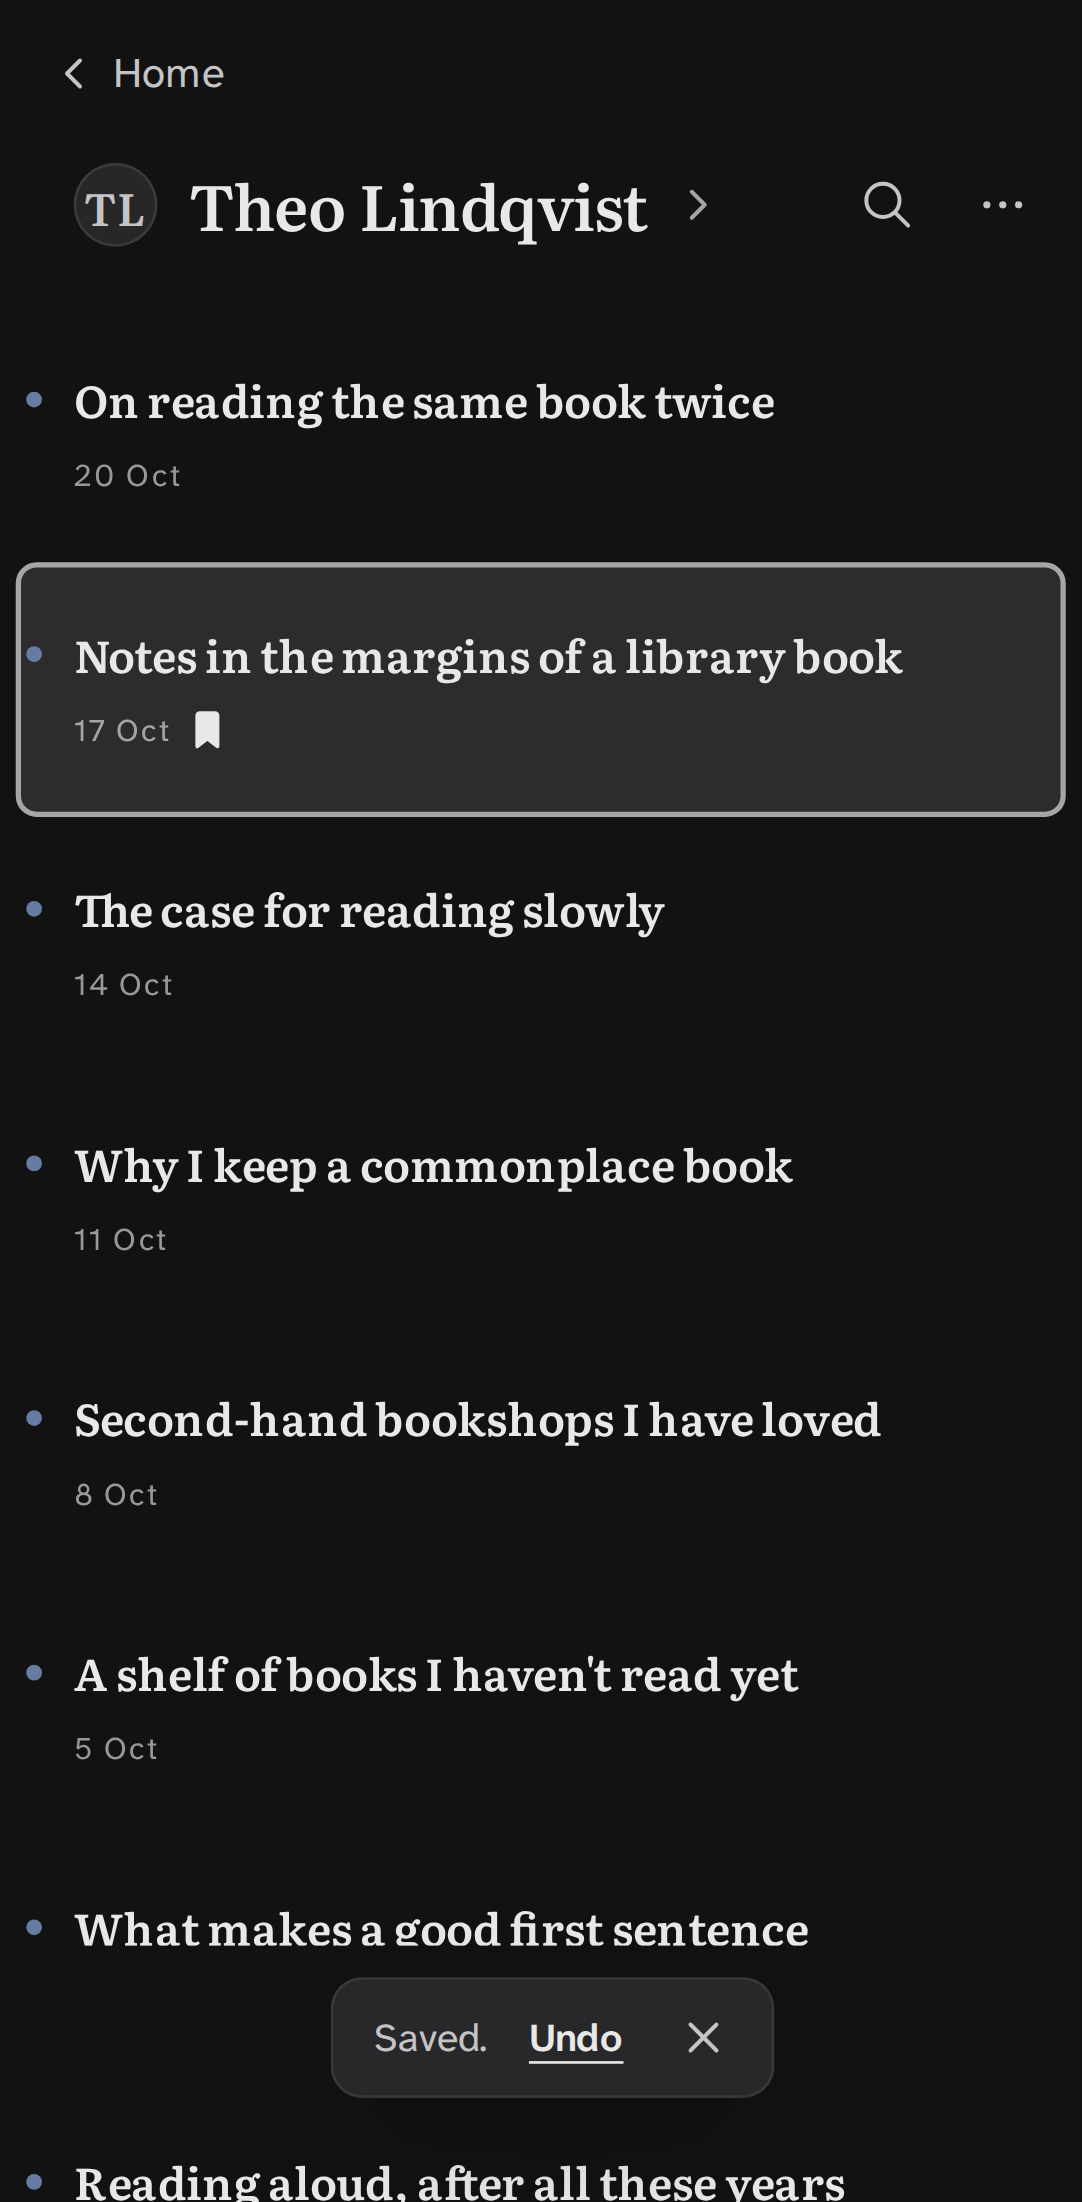 Home
TL Theo Lindqvist
On reading the same book twice
20 Oct
Notes in the margins of a library book
17 Oct
The case for reading slowly
14 Oct
Why I keep a commonplace book
11 Oct
Second-hand bookshops I have loved
8 Oct
A shelf of books I haven't read yet
5 Oct
What makes a good first sentence
Saved. Undo
Reading aloud, after all these years